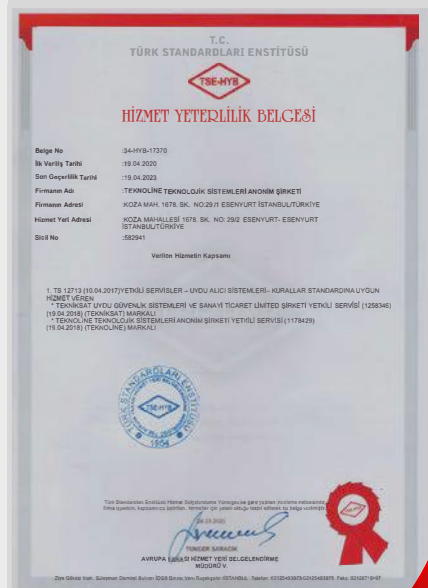 T.C.
TÜRK STANDARDLARI ENSTİTÜSÜ
TSE-HYB
HİZMET YETERLİLİK BELGESİ
Belge No :34-HYB-17370
İlk Veriliş Tarihi :19.04.2020
Son Geçerlilik Tarihi :19.04.2023
Firmanın Adı :TEKNOLİNE TEKNOLOJİK SİSTEMLERİ ANONİM ŞİRKETİ
Firmanın Adresi :KOZA MAH. 1678. SK. NO:29 /1 ESENYURT İSTANBUL/TÜRKİYE
Hizmet Yeri Adresi :KOZA MAHALLESİ 1678. SK. NO: 29/2 ESENYURT- ESENYURT
İSTANBUL/TÜRKİYE
Sicil No :582941
Verilen Hizmetin Kapsamı
1. TS 12713 (10.04.2017)YETKİLİ SERVİSLER – UYDU ALICI SİSTEMLERİ– KURALLAR STANDARDINA UYGUN
HİZMET VEREN
* TEKNİKSAT UYDU GÜVENLİK SİSTEMLERİ VE SANAYİ TİCARET LİMİTED ŞİRKETİ YETKİLİ SERVİSİ (1258346)
(19.04.2018) (TEKNİKSAT) MARKALI
* TEKNOLİNE TEKNOLOJİK SİSTEMLERİ ANONİM ŞİRKETİ YETKİLİ SERVİSİ (1178429)
(19.04.2018) (TEKNOLİNE) MARKALI
TÜRK STANDARDLARI ENSTİTÜSÜ
TSE-HYB
1954
TSE-HYB
TUNCER SARACIK
AVRUPA YAKASI HİZMET YERİ BELGELENDİRME
MÜDÜRÜ V.